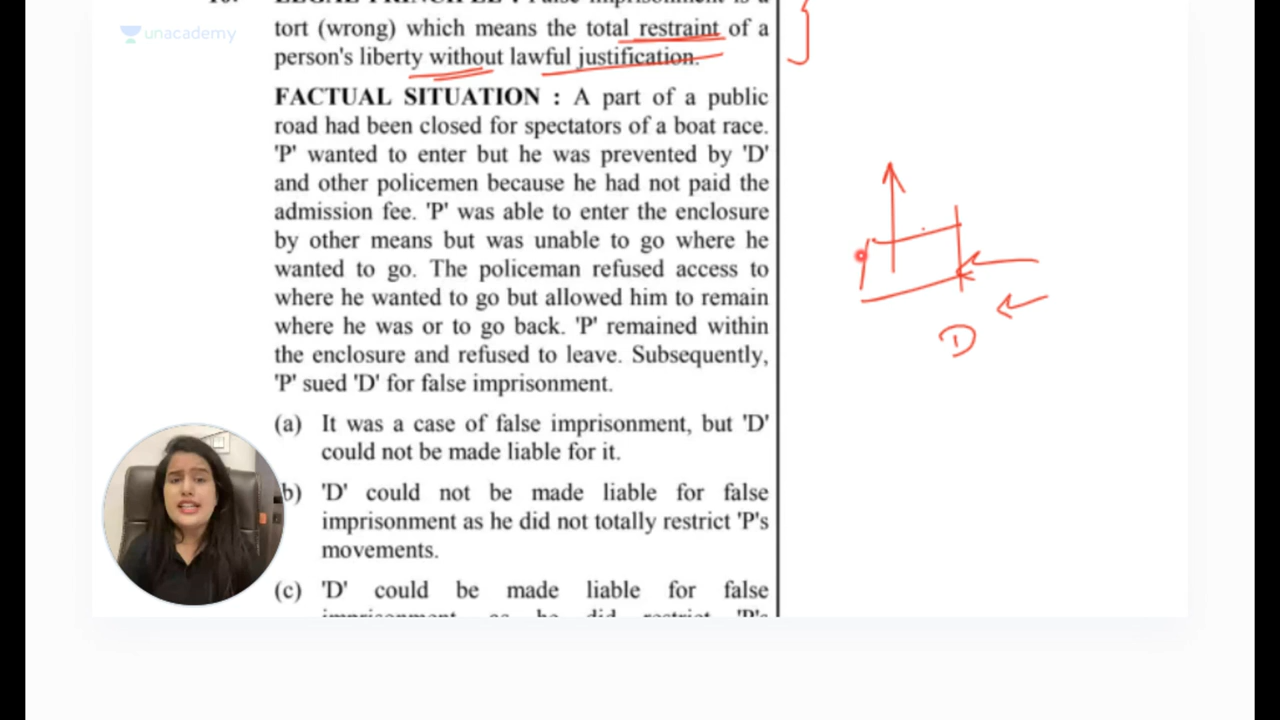 unacademy
tort (wrong) which means the total restraint of a
person's liberty without lawful justification.
FACTUAL SITUATION : A part of a public
road had been closed for spectators of a boat race.
'P' wanted to enter but he was prevented by 'D'
and other policemen because he had not paid the
admission fee. 'P' was able to enter the enclosure
by other means but was unable to go where he
wanted to go. The policeman refused access to
where he wanted to go but allowed him to remain
where he was or to go back. 'P' remained within
the enclosure and refused to leave. Subsequently,
'P' sued 'D' for false imprisonment.
(a) It was a case of false imprisonment, but 'D'
could not be made liable for it.
b) 'D' could not be made liable for false
imprisonment as he did not totally restrict 'P's
movements.
(c) 'D' could be made liable for false
D